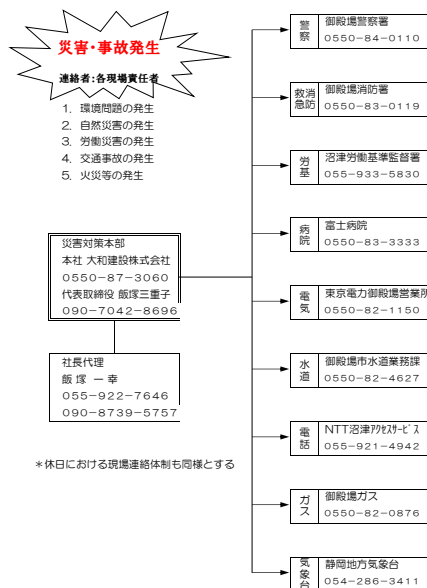 災害・事故発生
連絡者:各現場責任者
1. 環境問題の発生
2. 自然災害の発生
3. 労働災害の発生
4. 交通事故の発生
5. 火災等の発生
災害対策本部
本社 大和建設株式会社
0550-87-3060
代表取締役 飯塚三重子
090-7042-8696
社長代理
飯塚 一幸
055-922-7646
090-8739-5757
*休日における現場連絡体制も同様とする
警察
御殿場警察署
0550-84-0110
消防
救急
御殿場消防署
0550-83-0119
労基
沼津労働基準監督署
055-933-5830
病院
富士病院
0550-83-3333
電気
東京電力御殿場営業所
0550-82-1150
水道
御殿場市水道業務課
0550-82-4627
電話
NTT沼津アクセスサービス
055-921-4942
ガス
御殿場ガス
0550-82-0876
気象台
静岡地方気象台
054-286-3411